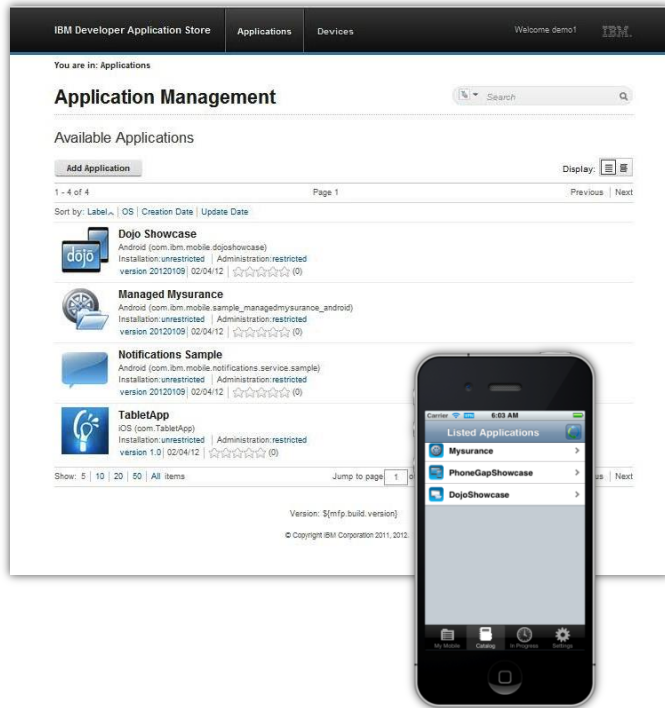 IBM Developer Application Store
Applications
Devices
Welcome demo1
IBM
You are in: Applications
Application Management
Search
Available Applications
Add Application
Display:
1 - 4 of 4
Page 1
Previous | Next
Sort by: Label | OS | Creation Date | Update Date
dōjō
Dojo Showcase
Android (com.ibm.mobile.dojoshowcase)
Installation:unrestricted | Administration:restricted
version 20120109 | 02/04/12 | (0)
Managed Mysurance
Android (com.ibm.mobile.sample_managedmysurance_android)
Installation:unrestricted | Administration:restricted
version 20120109 | 02/04/12 | (0)
Notifications Sample
Android (com.ibm.mobile.notifications.service.sample)
Installation:unrestricted | Administration:restricted
version 20120109 | 02/04/12 | (0)
TabletApp
iOS (com.TabletApp)
Installation:unrestricted | Administration:restricted
version 1.0 | 02/04/12 | (0)
Show: 5 | 10 | 20 | 50 | All items
Jump to page 1
Next
Version: ${mfp.build.version}
© Copyright IBM Corporation 2011, 2012.
Carrier 6:03 AM
Listed Applications
Mysurance
PhoneGapShowcase
DojoShowcase
My Mobile
Catalog
In Progress
Settings